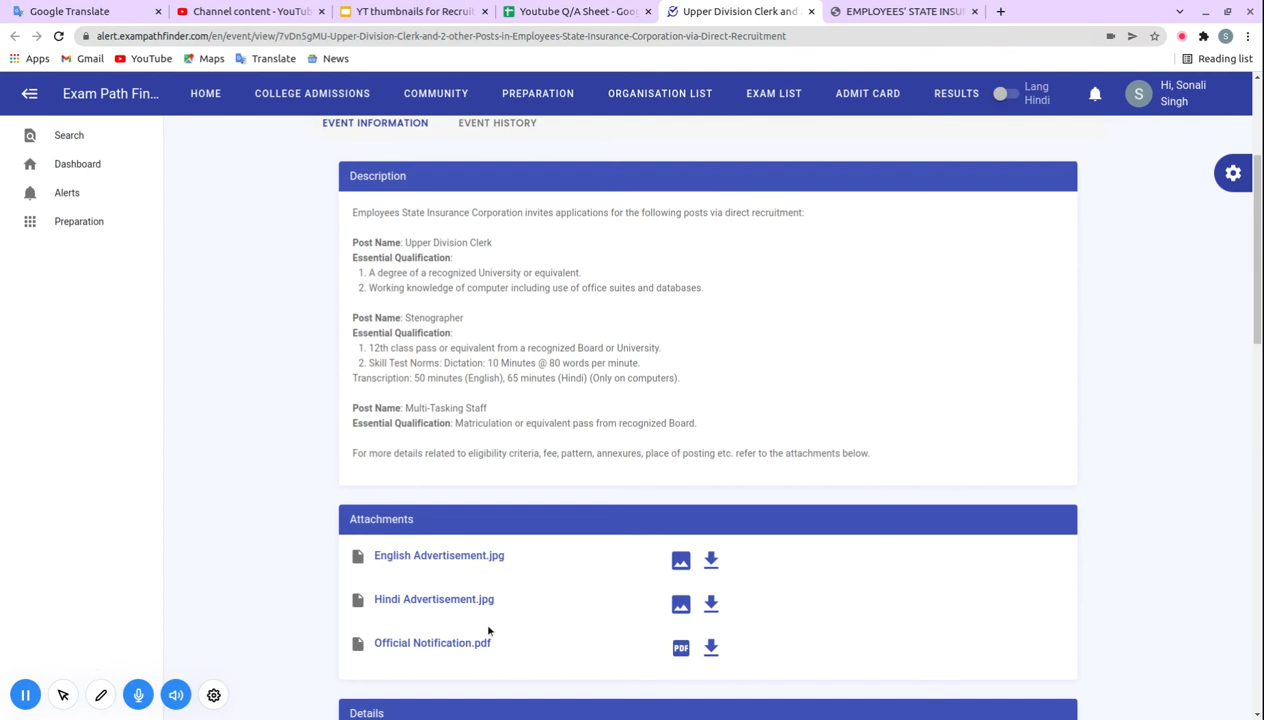 Google Translate
Channel content - YouTub
YT thumbnails for Recruit
Youtube Q/A Sheet - Goog
Upper Division Clerk and
EMPLOYEES' STATE INSU
alert.exampathfinder.com/en/event/view/7vDnSgMU-Upper-Division-Clerk-and-2-other-Posts-in-Employees-State-Insurance-Corporation-via-Direct-Recruitment
S
Apps
Gmail
YouTube
Maps
Translate
News
Reading list
Exam Path Fin...
HOME
COLLEGE ADMISSIONS
COMMUNITY
PREPARATION
ORGANISATION LIST
EXAM LIST
ADMIT CARD
RESULTS
Lang
Hindi
S
Hi, Sonali
Singh
EVENT INFORMATION
EVENT HISTORY
Search
Dashboard
Alerts
Preparation
Description
Employees State Insurance Corporation invites applications for the following posts via direct recruitment:
Post Name: Upper Division Clerk
Essential Qualification:
1. A degree of a recognized University or equivalent.
2. Working knowledge of computer including use of office suites and databases.
Post Name: Stenographer
Essential Qualification:
1. 12th class pass or equivalent from a recognized Board or University.
2. Skill Test Norms: Dictation: 10 Minutes @ 80 words per minute.
Transcription: 50 minutes (English), 65 minutes (Hindi) (Only on computers).
Post Name: Multi-Tasking Staff
Essential Qualification: Matriculation or equivalent pass from recognized Board.
For more details related to eligibility criteria, fee, pattern, annexures, place of posting etc. refer to the attachments below.
Attachments
English Advertisement.jpg
Hindi Advertisement.jpg
Official Notification.pdf
PDF
Details